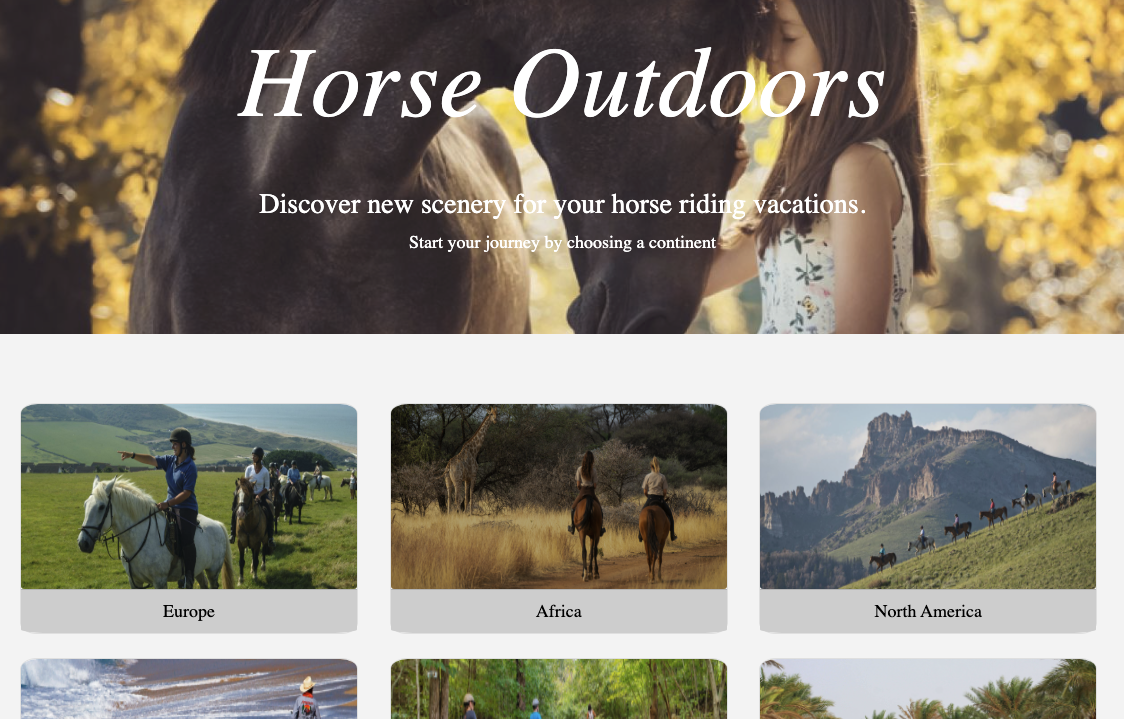 Horse Outdoors
Discover new scenery for your horse riding vacations.
Start your journey by choosing a continent
Europe
Africa
North America